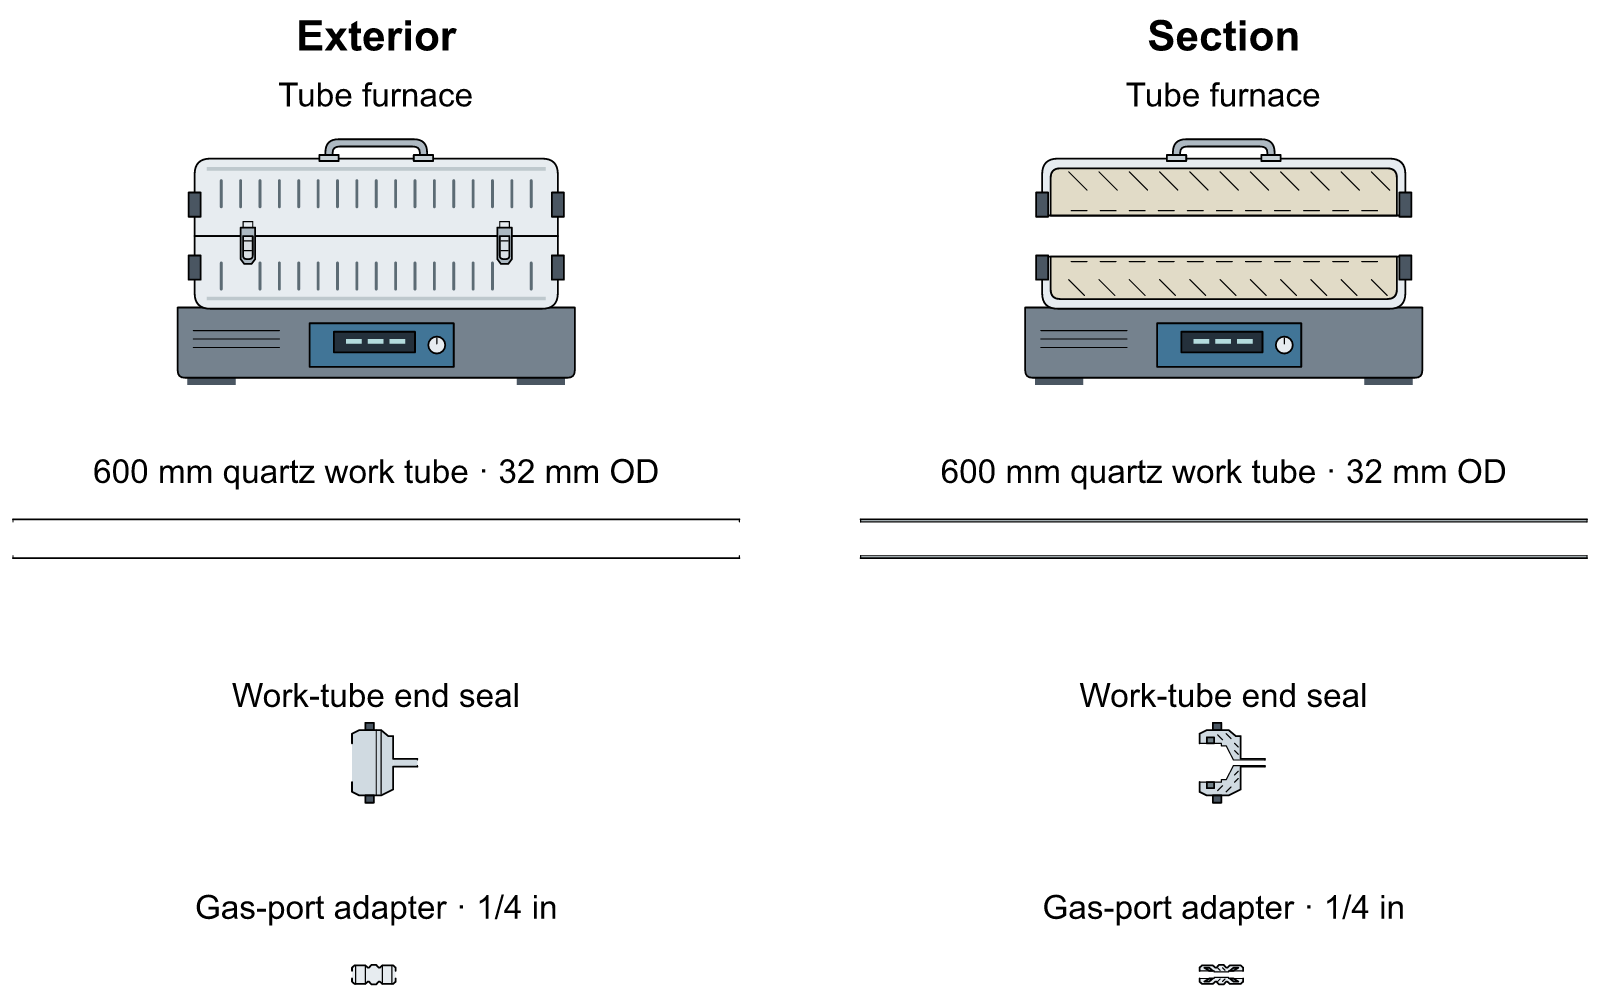 Exterior
Section
Tube furnace
Tube furnace
600 mm quartz work tube · 32 mm OD
600 mm quartz work tube · 32 mm OD
Work-tube end seal
Work-tube end seal
Gas-port adapter · 1/4 in
Gas-port adapter · 1/4 in